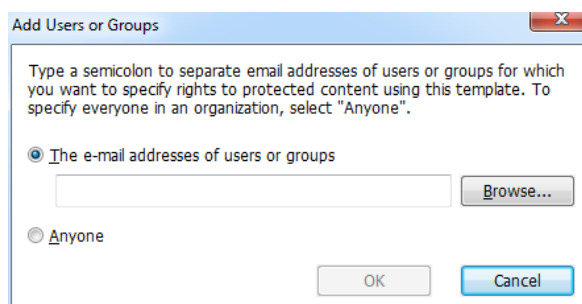 Add Users or Groups
Type a semicolon to separate email addresses of users or groups for which
you want to specify rights to protected content using this template. To
specify everyone in an organization, select "Anyone".
The e-mail addresses of users or groups
Browse...
Anyone
OK
Cancel